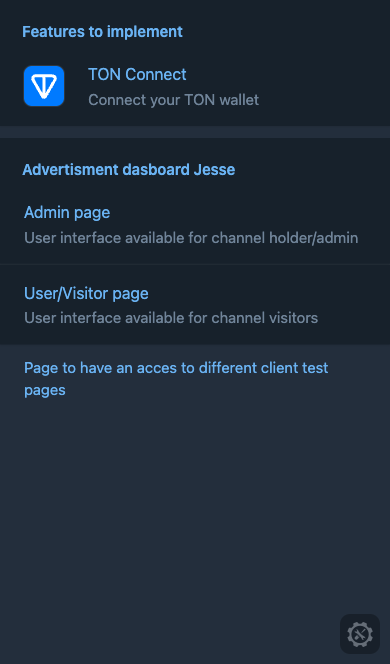 Features to implement
TON Connect
Connect your TON wallet
Advertisment dasboard Jesse
Admin page
User interface available for channel holder/admin
User/Visitor page
User interface available for channel visitors
Page to have an acces to different client test
pages